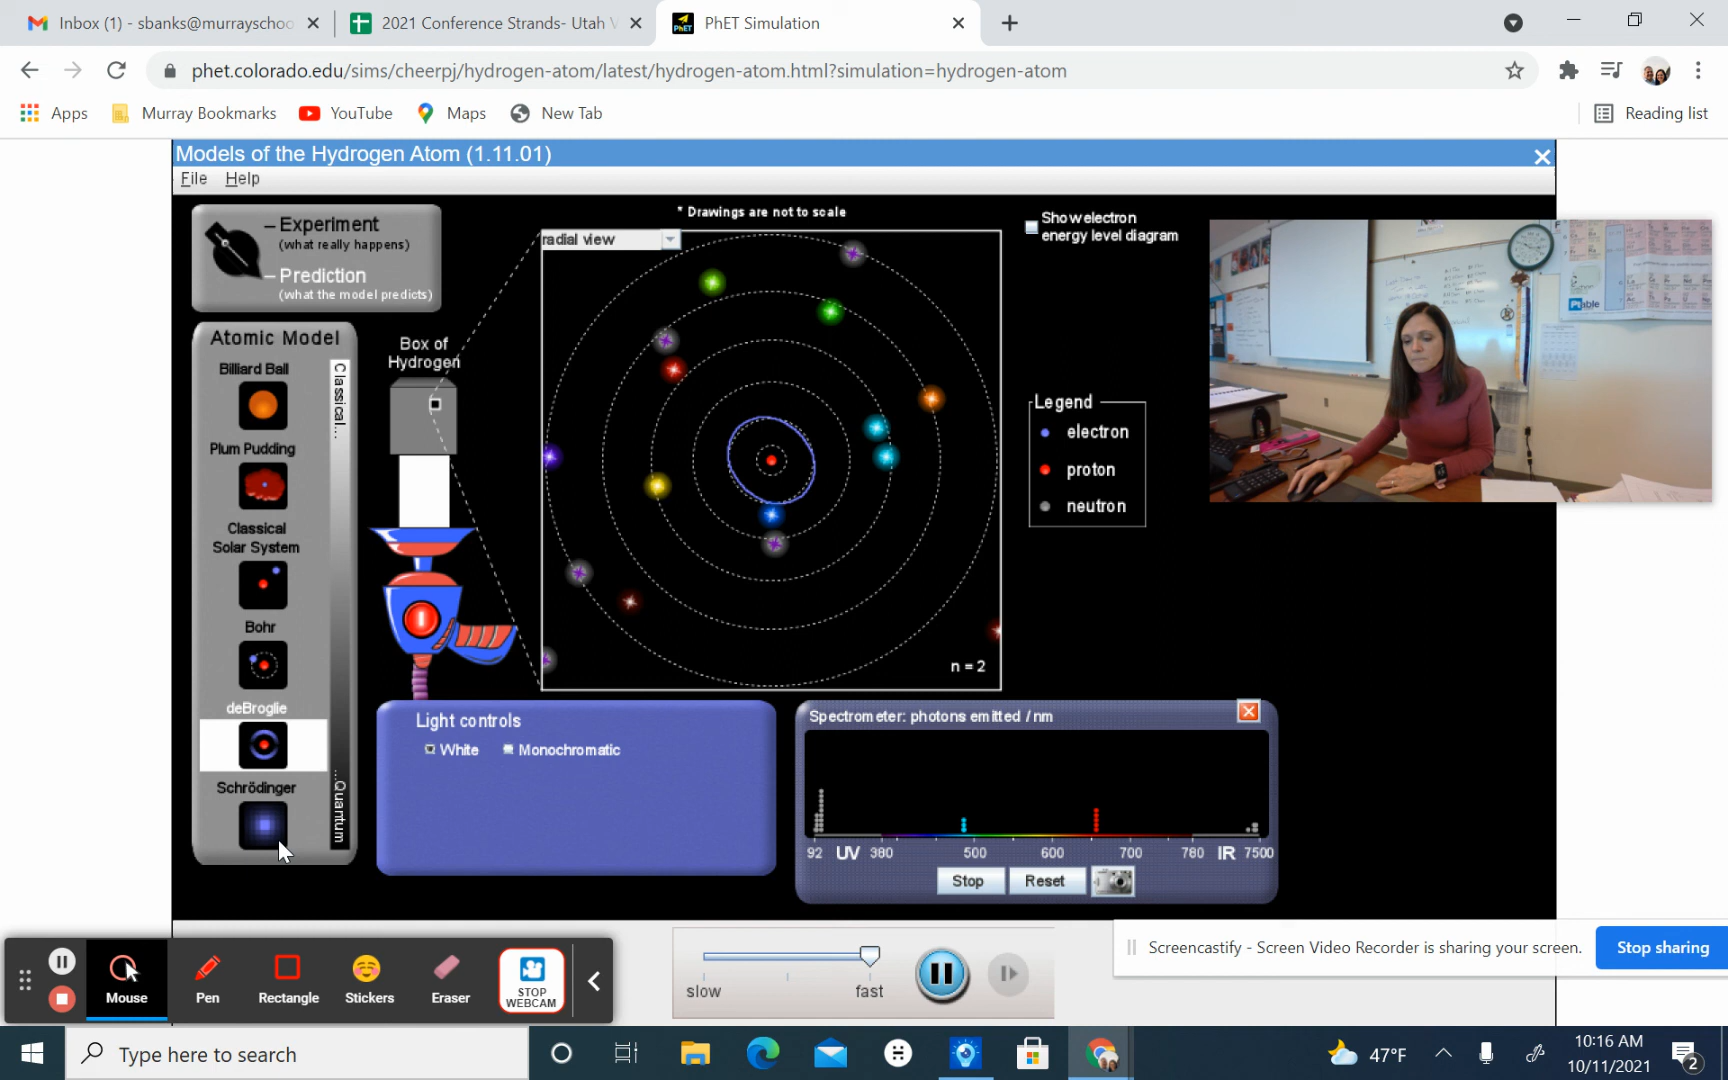 Inbox (1) - sbanks@murrayschoo
2021 Conference Strands- Utah V
PhET Simulation
phet.colorado.edu/sims/cheerpj/hydrogen-atom/latest/hydrogen-atom.html?simulation=hydrogen-atom
Apps
Murray Bookmarks
YouTube
Maps
New Tab
Reading list
Models of the Hydrogen Atom (1.11.01)
File Help
Experiment
(what really happens)
Prediction
(what the model predicts)
* Drawings are not to scale
radial view
Show electron
energy level diagram
Atomic Model
Billiard Ball
Plum Pudding
Classical
Solar System
Bohr
deBroglie
Schrödinger
Classical...
...Quantum
Box of
Hydrogen
n = 2
Legend
electron
proton
neutron
Ptable
Light controls
White Monochromatic
Spectrometer: photons emitted / nm
92 UV 380 500 600 700 780 IR 7500
Stop Reset
slow fast
Screencastify - Screen Video Recorder is sharing your screen.
Stop sharing
Mouse
Pen
Rectangle
Stickers
Eraser
STOP
WEBCAM
Type here to search
47°F
10:16 AM
10/11/2021
2